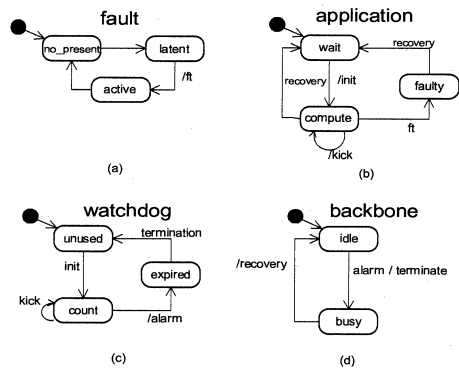 fault
no_present
latent
/ft
active
(a)
application
wait
recovery
recovery
/init
faulty
compute
ft
/kick
(b)
watchdog
unused
termination
init
expired
kick
count
/alarm
(c)
backbone
idle
/recovery
alarm / terminate
busy
(d)